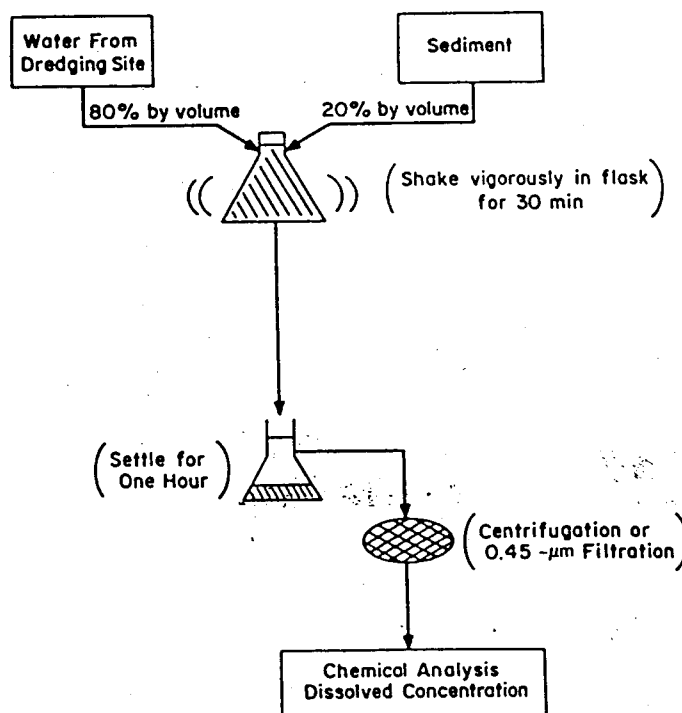 Water From
Dredging Site
Sediment
80% by volume
20% by volume
(Shake vigorously in flask
for 30 min)
(Settle for
One Hour)
(Centrifugation or
0.45-μm Filtration)
Chemical Analysis
Dissolved Concentration